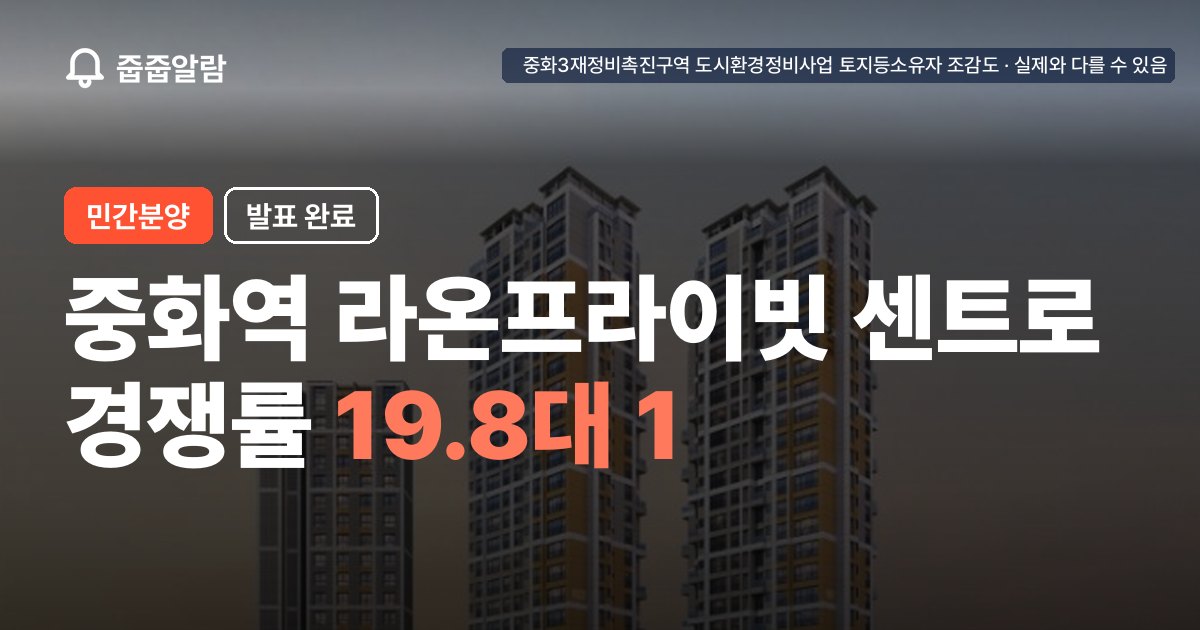 줍줍알람
중화3재정비촉진구역 도시환경정비사업 토지등소유자 조감도 · 실제와 다를 수 있음
민간분양
발표 완료
중화역 라온프라이빗 센트로
경쟁률 19.8대 1